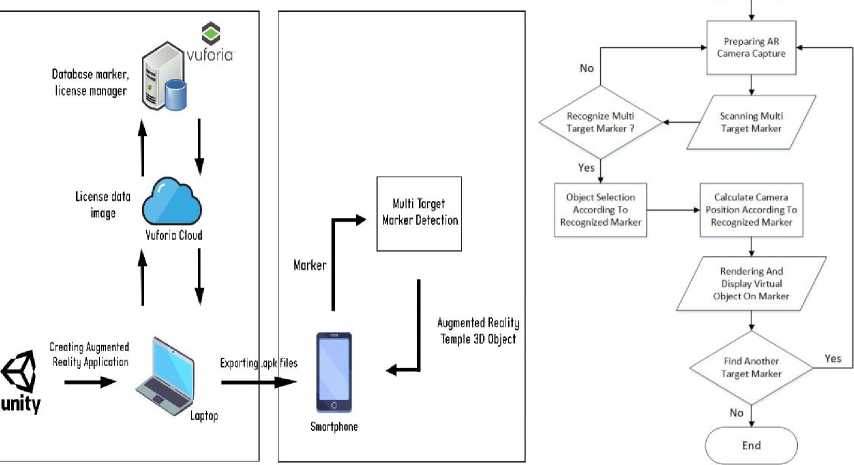 vuforia
Database marker,
license manager
License data
image
Vuforia Cloud
Creating Augmented
Reality Application
unity
Laptop
Exporting .apk files
Smartphone
Marker
Multi Target
Marker Detection
Augmented Reality
Temple 3D Object
Preparing AR
Camera Capture
No
Recognize Multi
Target Marker ?
Scanning Multi
Target Marker
Yes
Object Selection
According To
Recognized Marker
Calculate Camera
Position According To
Recognized Marker
Rendering And
Display Virtual
Object On Marker
Find Another
Target Marker
Yes
No
End